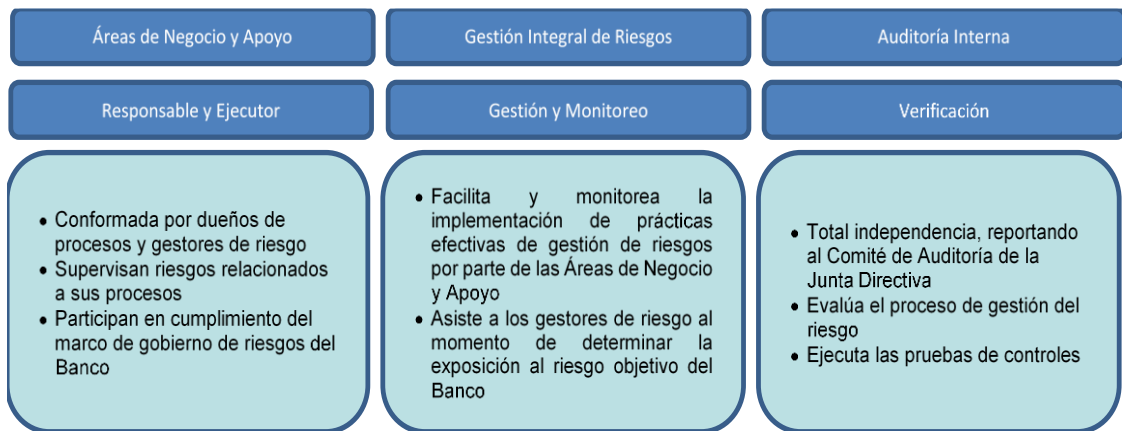 Áreas de Negocio y Apoyo
Gestión Integral de Riesgos
Auditoría Interna
Responsable y Ejecutor
Gestión y Monitoreo
Verificación
• Conformada por dueños de
procesos y gestores de riesgo
• Supervisan riesgos relacionados
a sus procesos
• Participan en cumplimiento del
marco de gobierno de riesgos del
Banco
• Facilita y monitorea la
implementación de prácticas
efectivas de gestión de riesgos
por parte de las Áreas de Negocio
y Apoyo
• Asiste a los gestores de riesgo al
momento de determinar la
exposición al riesgo objetivo del
Banco
• Total independencia, reportando
al Comité de Auditoría de la
Junta Directiva
• Evalúa el proceso de gestión del
riesgo
• Ejecuta las pruebas de controles